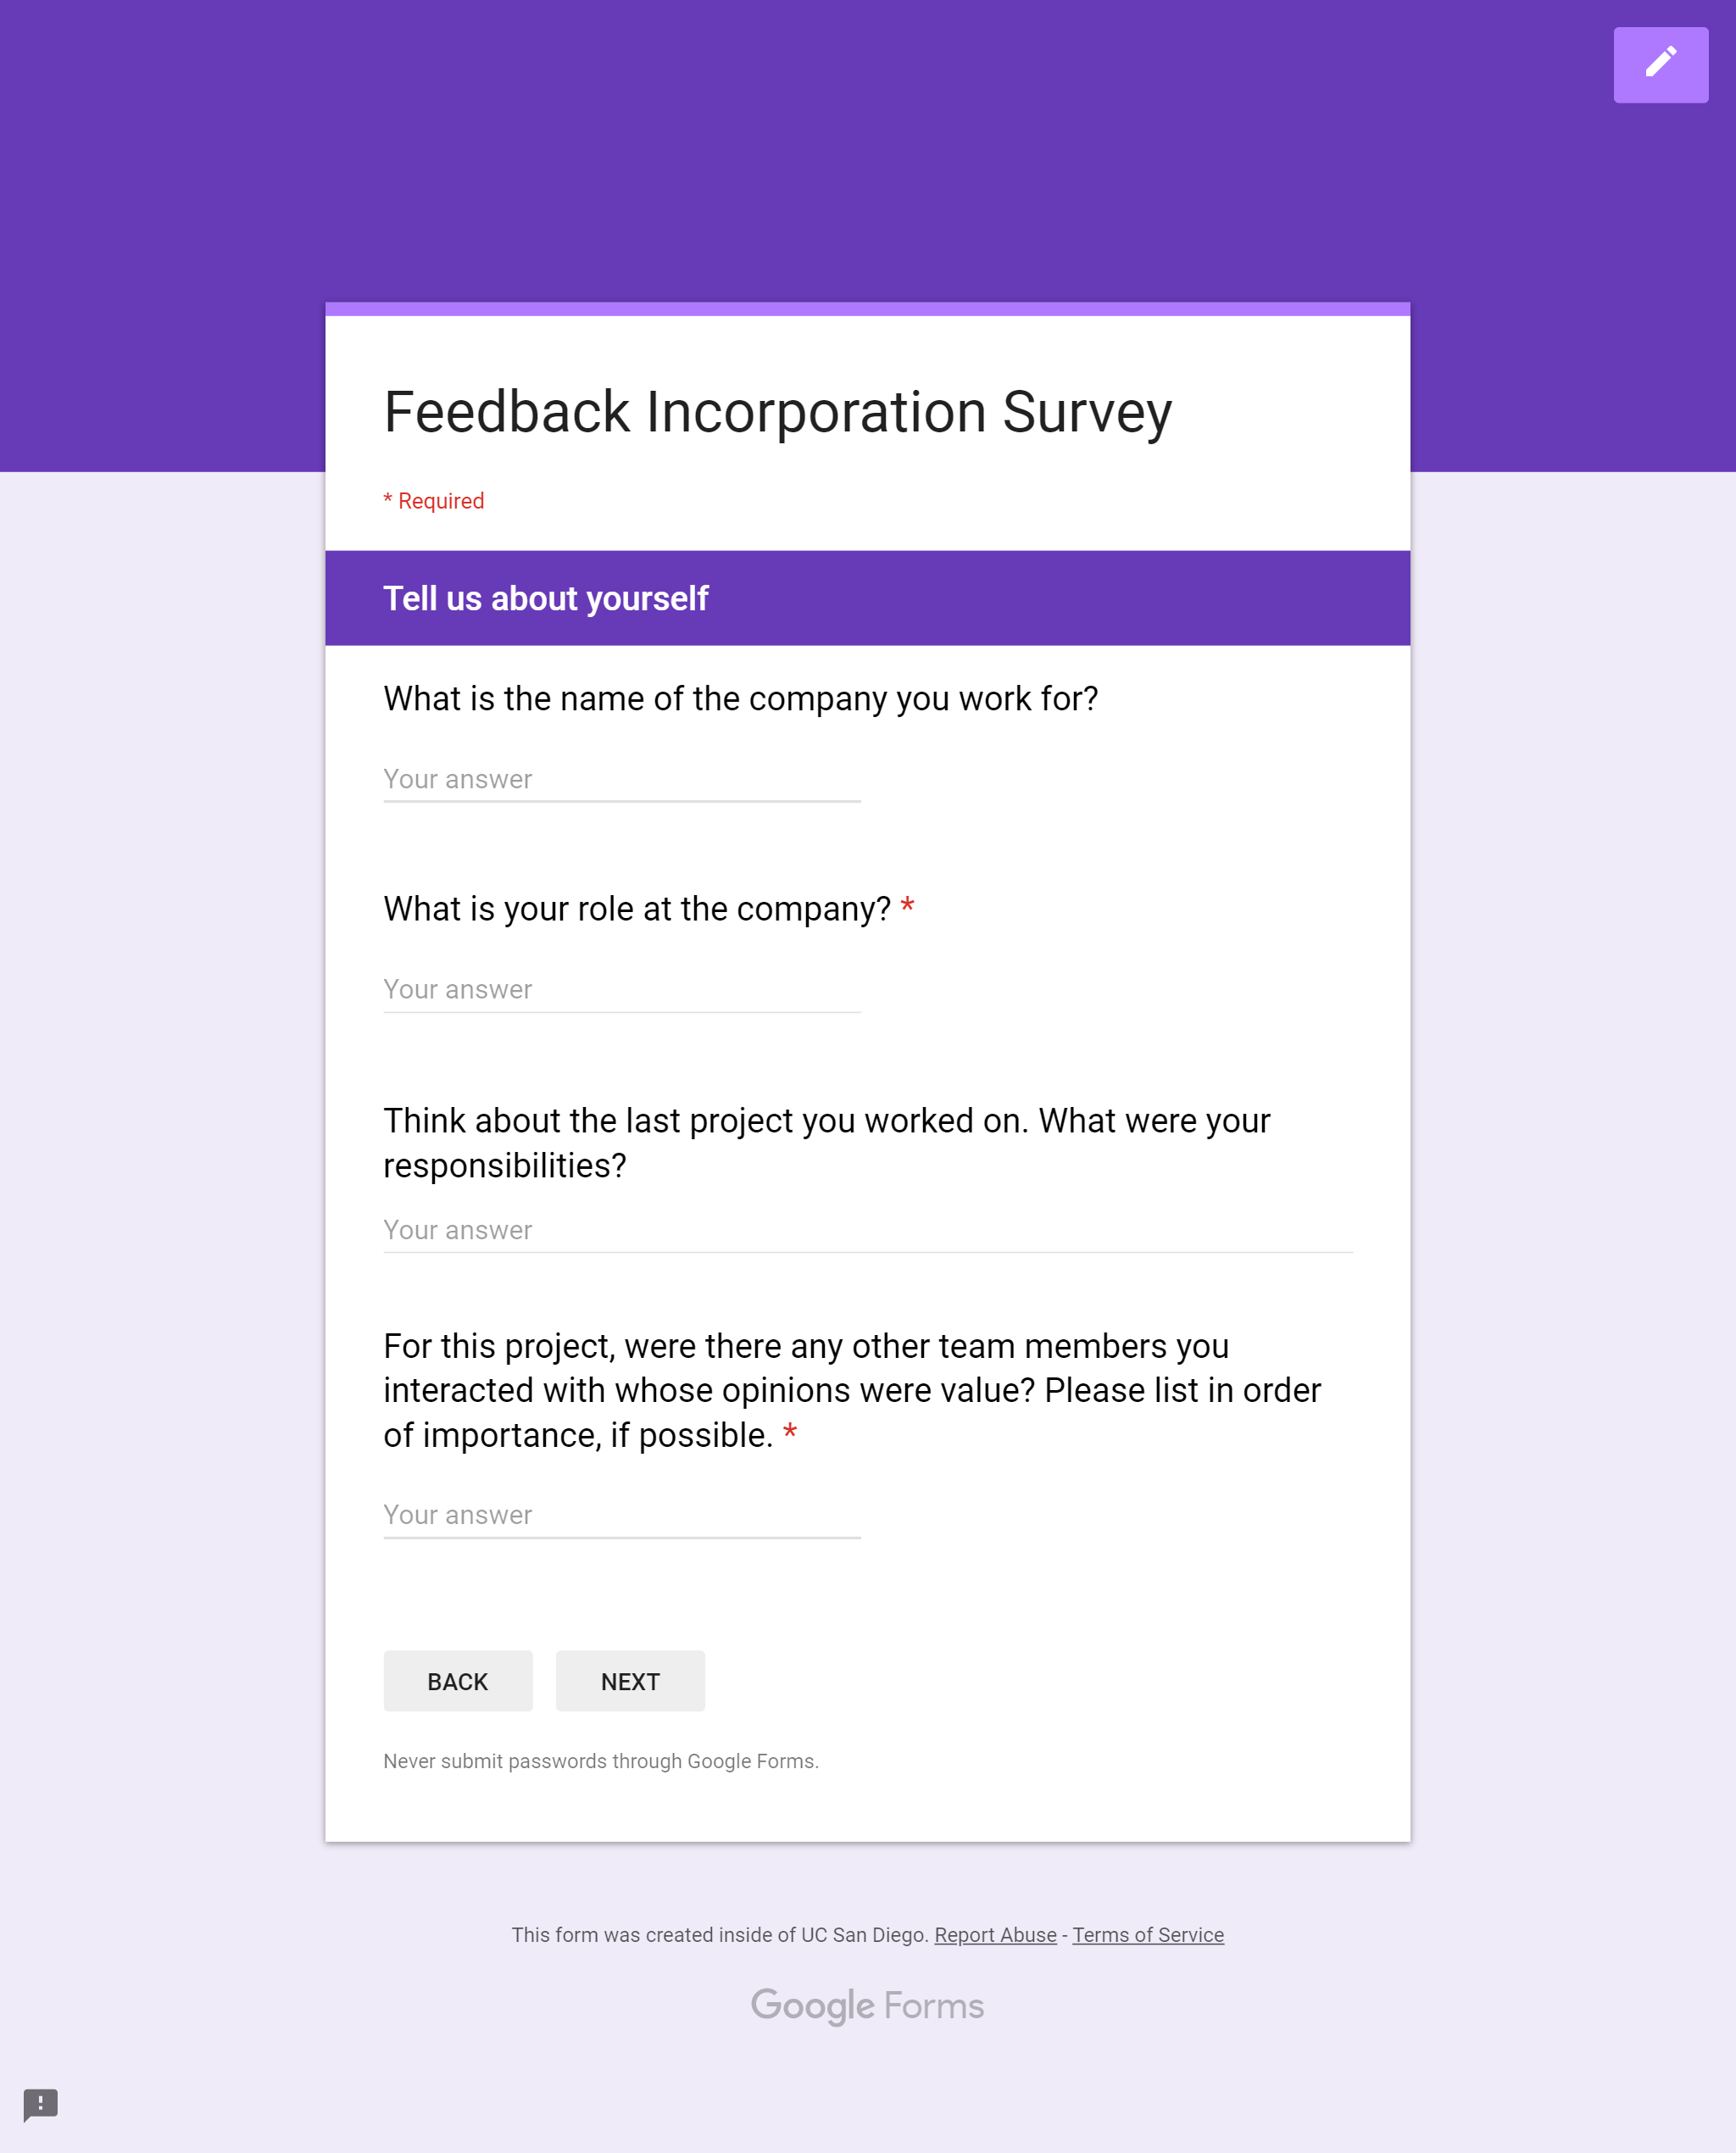 Feedback Incorporation Survey
* Required
Tell us about yourself
What is the name of the company you work for?
Your answer
What is your role at the company? *
Your answer
Think about the last project you worked on. What were your
responsibilities?
Your answer
For this project, were there any other team members you
interacted with whose opinions were value? Please list in order
of importance, if possible. *
Your answer
BACK NEXT
Never submit passwords through Google Forms.
This form was created inside of UC San Diego. Report Abuse - Terms of Service
Google Forms